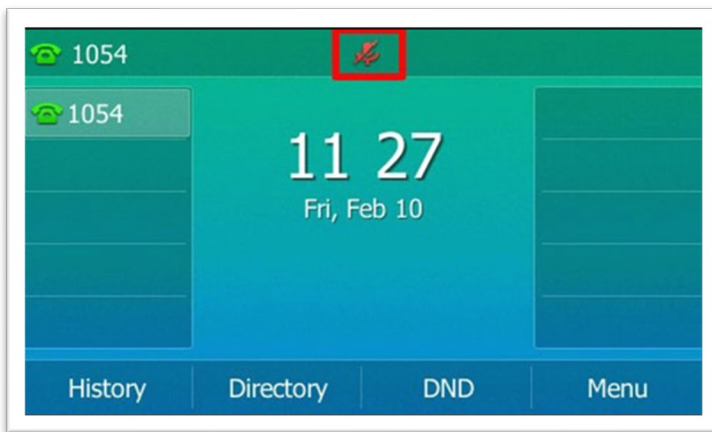 1054
1054
11 27
Fri, Feb 10
History
Directory
DND
Menu